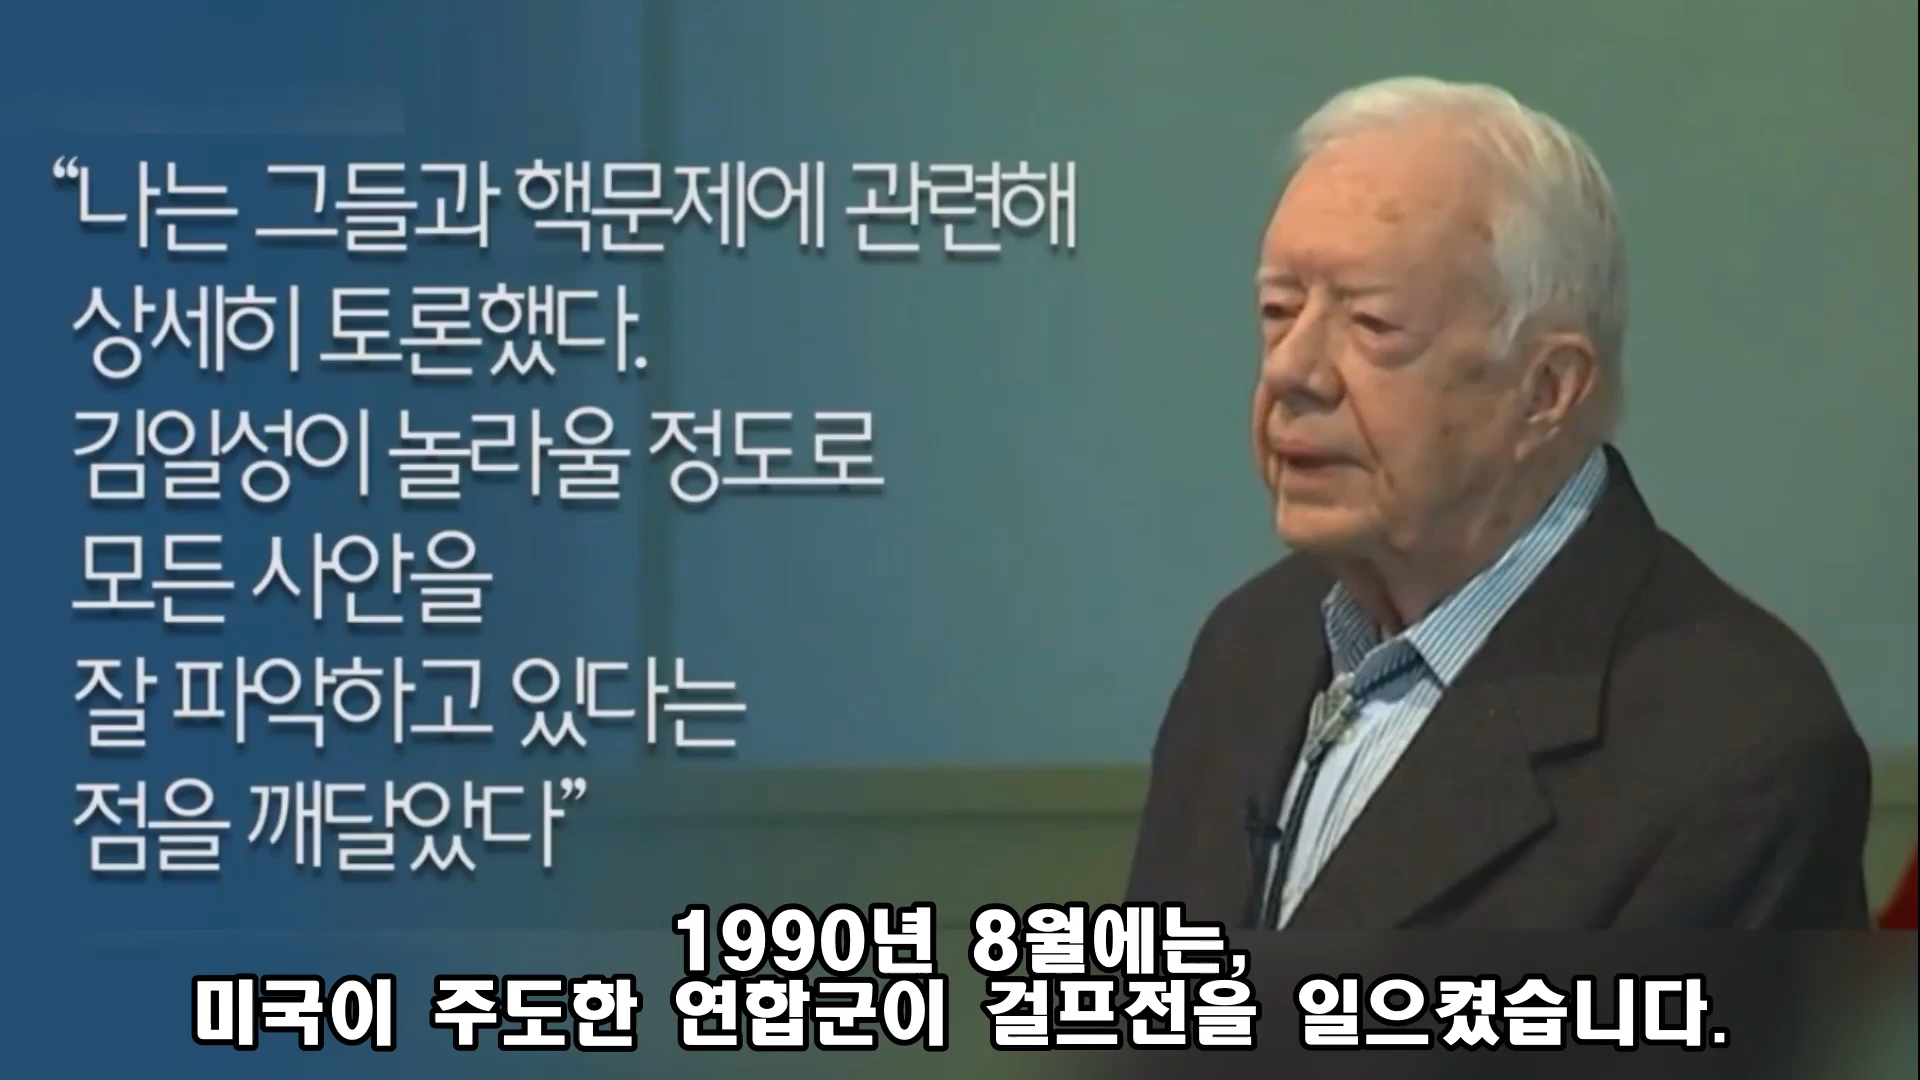 “나는 그들과 핵문제에 관련해
상세히 토론했다.
김일성이 놀라울 정도로
모든 사안을
잘 파악하고 있다는
점을 깨달았다”
1990년 8월에는,
미국이 주도한 연합군이 걸프전을 일으켰습니다.